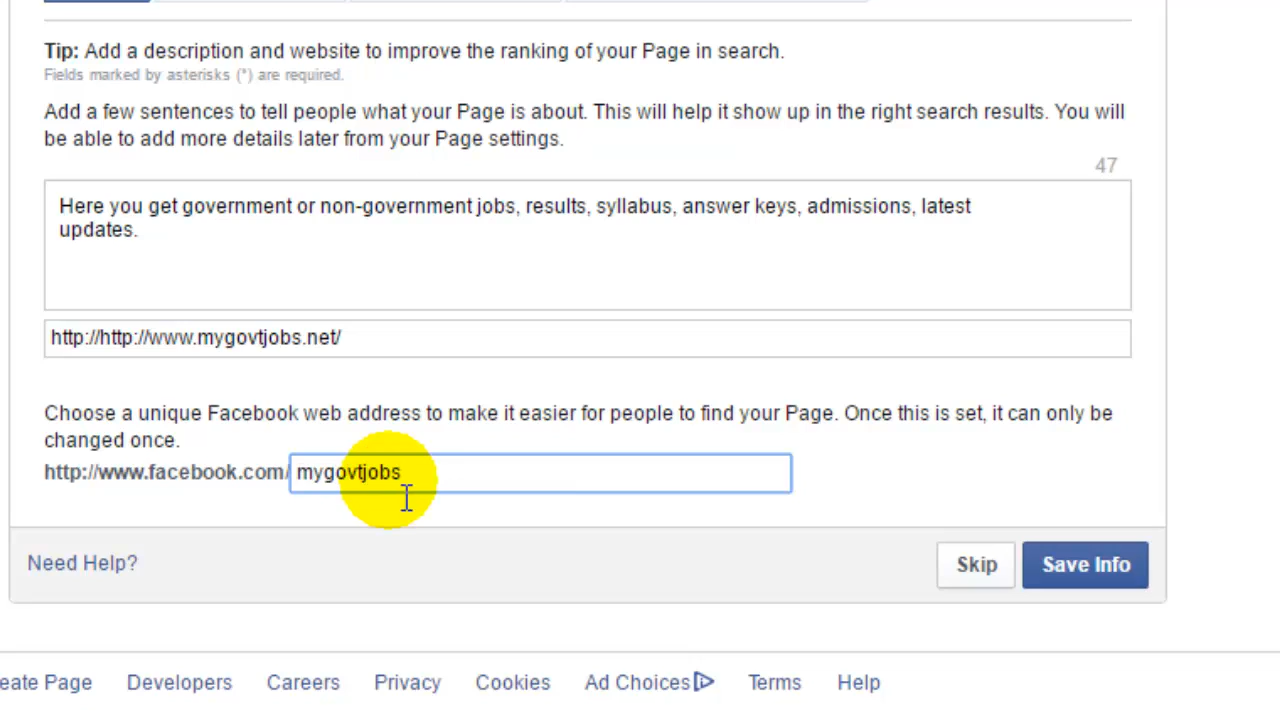 Tip: Add a description and website to improve the ranking of your Page in search.
Fields marked by asterisks (*) are required.
Add a few sentences to tell people what your Page is about. This will help it show up in the right search results. You will
be able to add more details later from your Page settings.
47
Here you get government or non-government jobs, results, syllabus, answer keys, admissions, latest
updates.
http://http://www.mygovtjobs.net/
Choose a unique Facebook web address to make it easier for people to find your Page. Once this is set, it can only be
changed once.
http://www.facebook.com/ mygovtjobs
Need Help? Skip Save Info
eate Page Developers Careers Privacy Cookies Ad Choices Terms Help